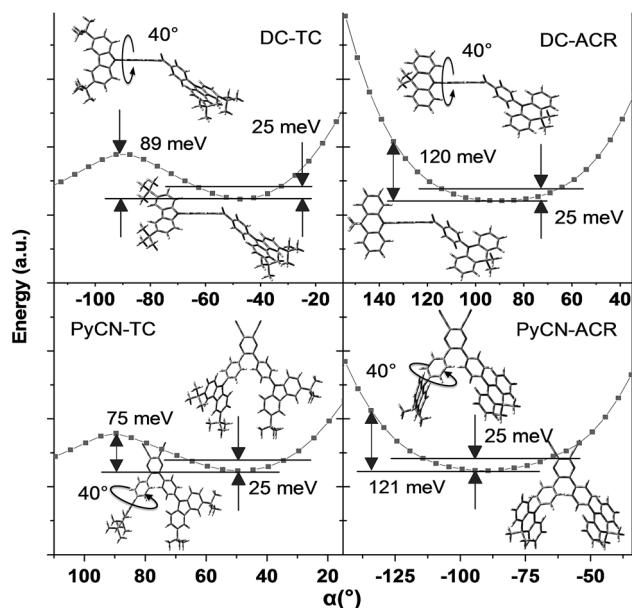 40°
DC-TC
89 meV
25 meV
40°
DC-ACR
120 meV
25 meV
-100 -80 -60 -40 -20
140 120 100 80 60 40
Energy (a.u.)
PyCN-TC
75 meV
40°
25 meV
PyCN-ACR
40°
25 meV
121 meV
100 80 60 40 20
-125 -100 -75 -50
α(°)